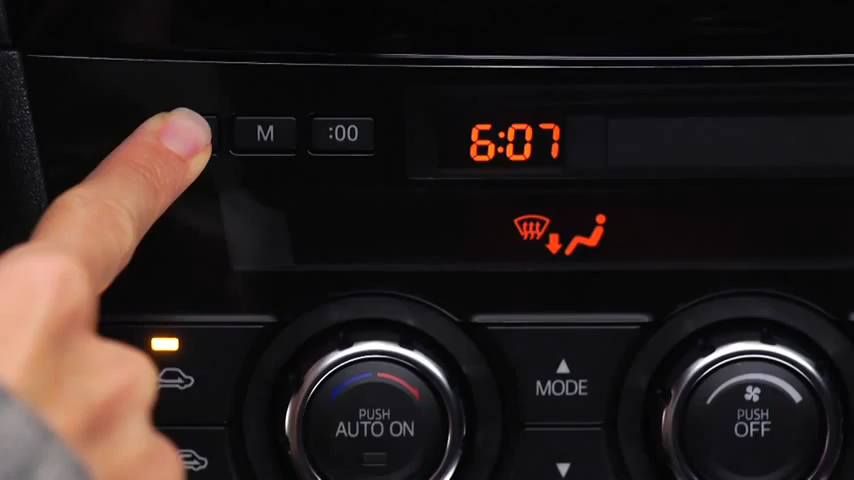 M
:00
6:07
MODE
PUSH
AUTO ON
PUSH
OFF